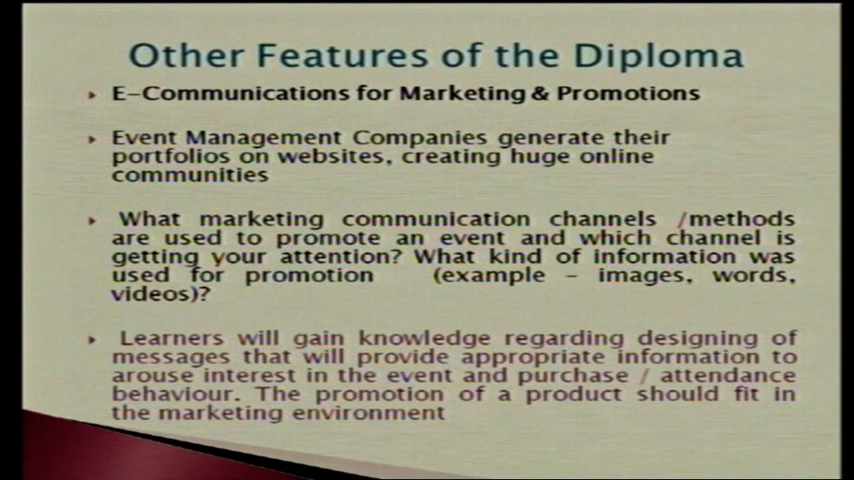 Other Features of the Diploma
E-Communications for Marketing & Promotions
Event Management Companies generate their
portfolios on websites, creating huge online
communities
What marketing communication channels /methods
are used to promote an event and which channel is
getting your attention? What kind of information was
used for promotion (example - images, words,
videos)?
Learners will gain knowledge regarding designing of
messages that will provide appropriate information to
arouse interest in the event and purchase / attendance
behaviour. The promotion of a product should fit in
the marketing environment